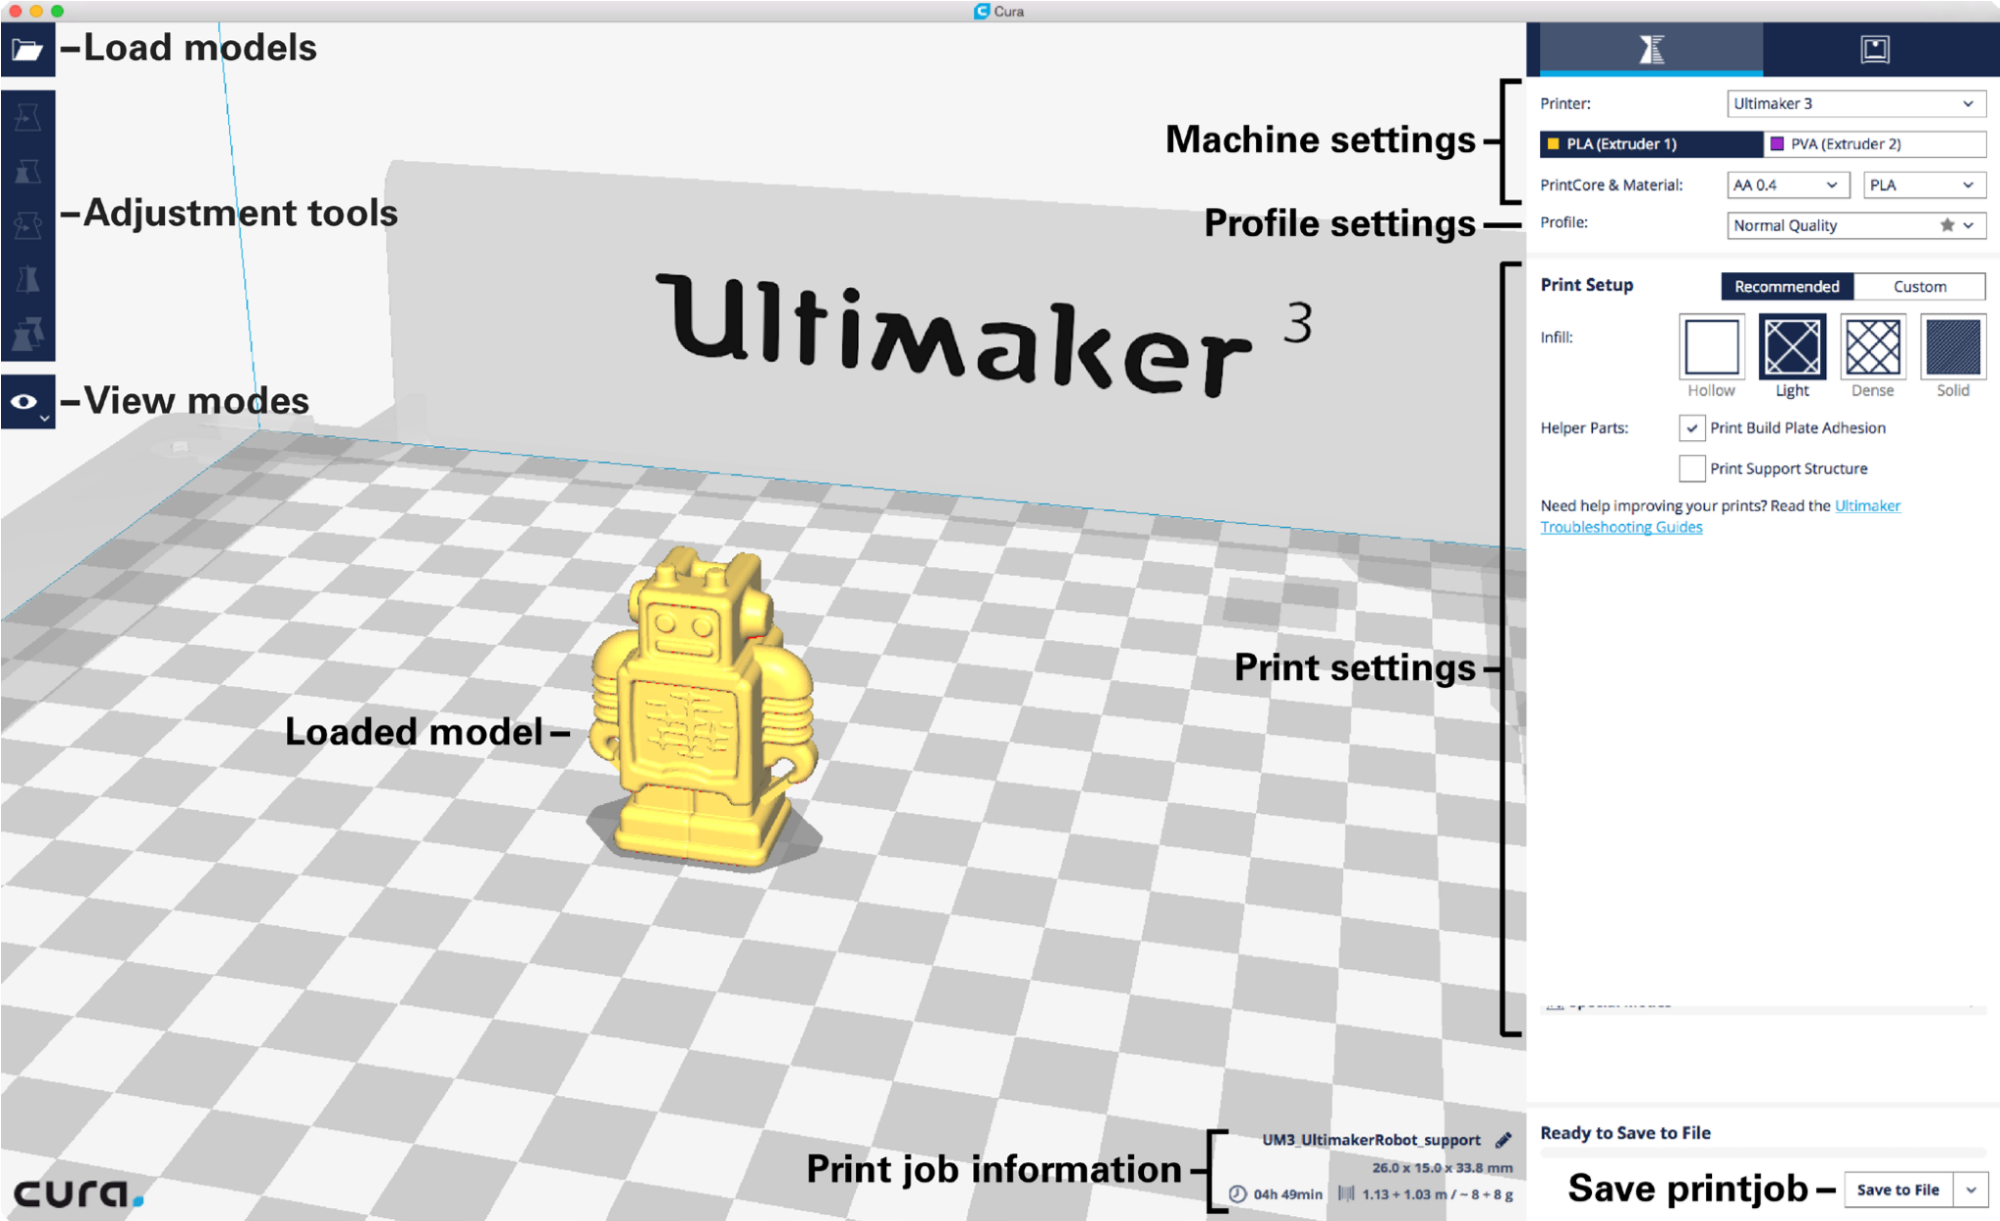 Cura
Load models
Adjustment tools
View modes
Ultimaker 3
Loaded model
Machine settings
Profile settings
Print settings
Print job information
UM3_UltimakerRobot_support
26.0 x 15.0 x 33.8 mm
04h 49min 1.13 + 1.03 m / ~ 8 + 8 g
cura.
Printer: Ultimaker 3
PLA (Extruder 1) PVA (Extruder 2)
PrintCore & Material: AA 0.4 PLA
Profile: Normal Quality
Print Setup Recommended Custom
Infill:
Hollow Light Dense Solid
Helper Parts: Print Build Plate Adhesion
Print Support Structure
Need help improving your prints? Read the Ultimaker
Troubleshooting Guides
Ready to Save to File
Save printjob Save to File